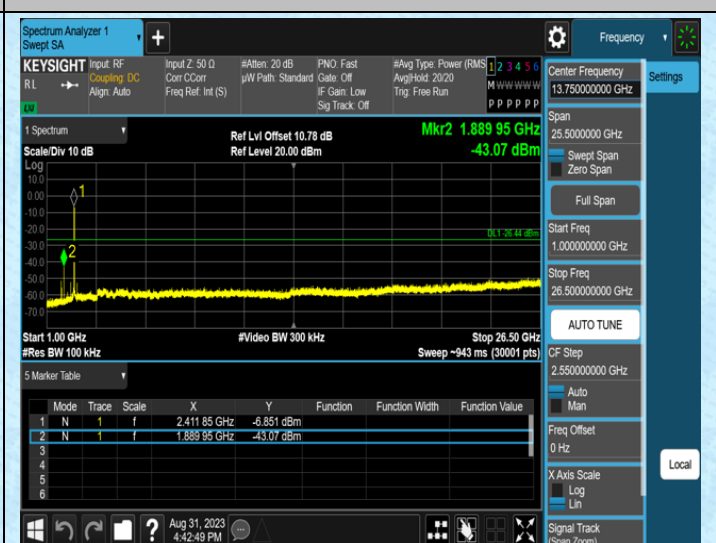 Spectrum Analyzer 1
Swept SA
+
Frequency
KEYSIGHT
RL
Input: RF
Coupling: DC
Align: Auto
Input Z: 50 Ω
Corr CCorr
Freq Ref: Int (S)
#Atten: 20 dB
µW Path: Standard
PNO: Fast
Gate: Off
IF Gain: Low
Sig Track: Off
#Avg Type: Power (RMS
Avg|Hold: 20/20
Trig: Free Run
1 2 3 4 5 6
M W W W W W
P P P P P P
1 Spectrum
Scale/Div 10 dB
Ref Lvl Offset 10.78 dB
Ref Level 20.00 dBm
Mkr2 1.889 95 GHz
-43.07 dBm
Log
10.0
0.00
-10.0
-20.0
-30.0
-40.0
-50.0
-60.0
-70.0
1
2
DL1 -26.44 dBm
Start 1.00 GHz
#Res BW 100 kHz
#Video BW 300 kHz
Stop 26.50 GHz
Sweep ~943 ms (30001 pts)
5 Marker Table
Mode Trace Scale X Y Function Function Width Function Value
1 N 1 f 2.411 85 GHz -6.851 dBm
2 N 1 f 1.889 95 GHz -43.07 dBm
3
4
5
6
Aug 31, 2023
4:42:49 PM
?
Center Frequency
13.750000000 GHz
Span
25.5000000 GHz
Swept Span
Zero Span
Full Span
Start Freq
1.000000000 GHz
Stop Freq
26.500000000 GHz
AUTO TUNE
CF Step
2.550000000 GHz
Auto
Man
Freq Offset
0 Hz
X Axis Scale
Log
Lin
Signal Track
(Span Zoom)
Settings
Local